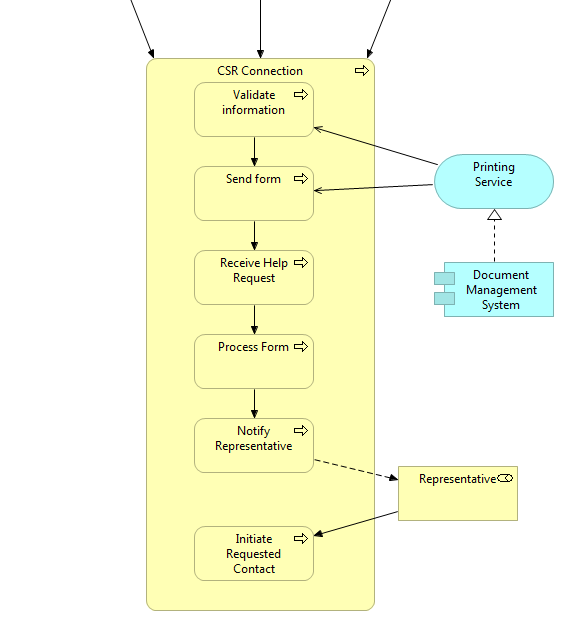 CSR Connection
Validate
information
Send form
Printing
Service
Receive Help
Request
Document
Management
System
Process Form
Notify
Representative
Representative
Initiate
Requested
Contact